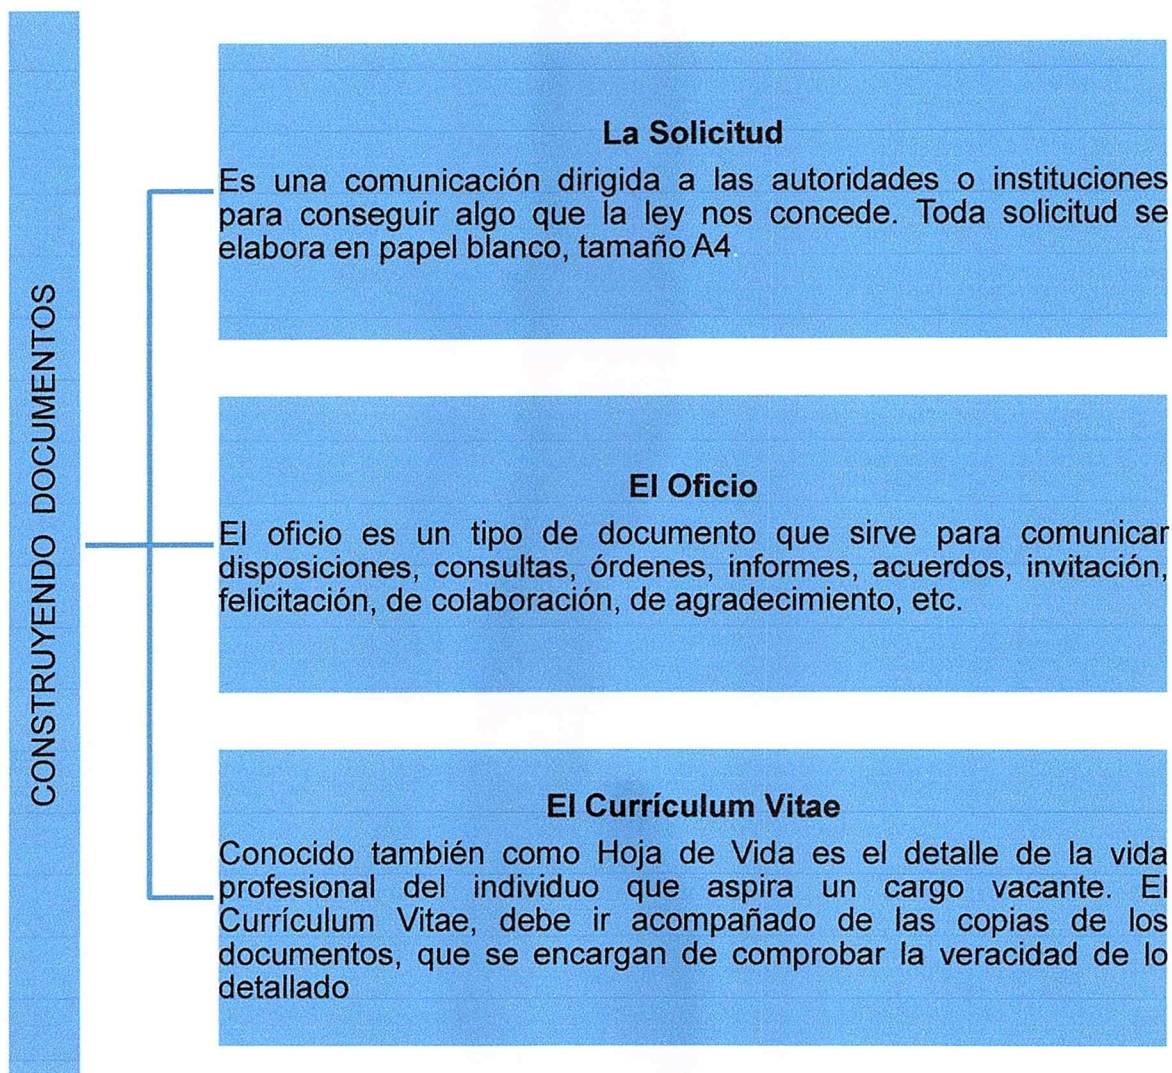 CONSTRUYENDO DOCUMENTOS
La Solicitud
Es una comunicación dirigida a las autoridades o instituciones
para conseguir algo que la ley nos concede. Toda solicitud se
elabora en papel blanco, tamaño A4.
El Oficio
El oficio es un tipo de documento que sirve para comunicar
disposiciones, consultas, órdenes, informes, acuerdos, invitación,
felicitación, de colaboración, de agradecimiento, etc.
El Currículum Vitae
Conocido también como Hoja de Vida es el detalle de la vida
profesional del individuo que aspira un cargo vacante. El
Currículum Vitae, debe ir acompañado de las copias de los
documentos, que se encargan de comprobar la veracidad de lo
detallado